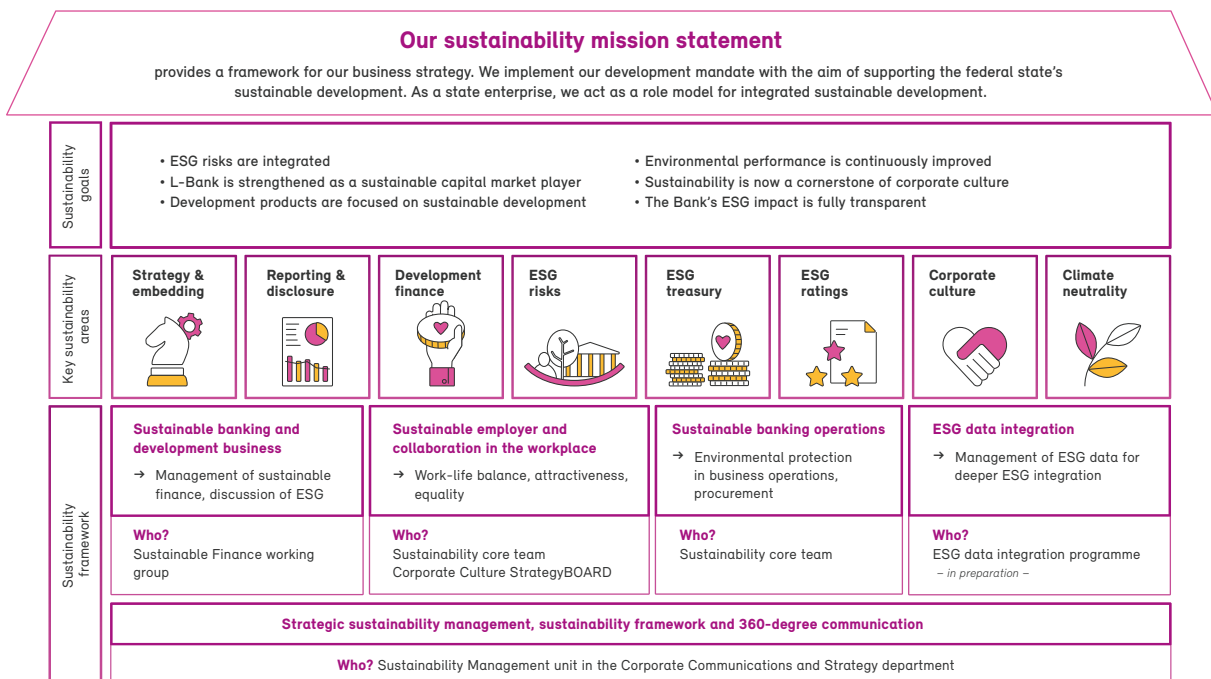 Our sustainability mission statement
provides a framework for our business strategy. We implement our development mandate with the aim of supporting the federal state's
sustainable development. As a state enterprise, we act as a role model for integrated sustainable development.
Sustainability
goals
• ESG risks are integrated
• L-Bank is strengthened as a sustainable capital market player
• Development products are focused on sustainable development
• Environmental performance is continuously improved
• Sustainability is now a cornerstone of corporate culture
• The Bank's ESG impact is fully transparent
Key sustainability
areas
Strategy &
embedding
Reporting &
disclosure
Development
finance
ESG
risks
ESG
treasury
ESG
ratings
Corporate
culture
Climate
neutrality
Sustainability
framework
Sustainable banking and
development business
→ Management of sustainable
finance, discussion of ESG
Who?
Sustainable Finance working
group
Sustainable employer and
collaboration in the workplace
→ Work-life balance, attractiveness,
equality
Who?
Sustainability core team
Corporate Culture StrategyBOARD
Sustainable banking operations
→ Environmental protection
in business operations,
procurement
Who?
Sustainability core team
ESG data integration
→ Management of ESG data for
deeper ESG integration
Who?
ESG data integration programme
– in preparation –
Strategic sustainability management, sustainability framework and 360-degree communication
Who? Sustainability Management unit in the Corporate Communications and Strategy department